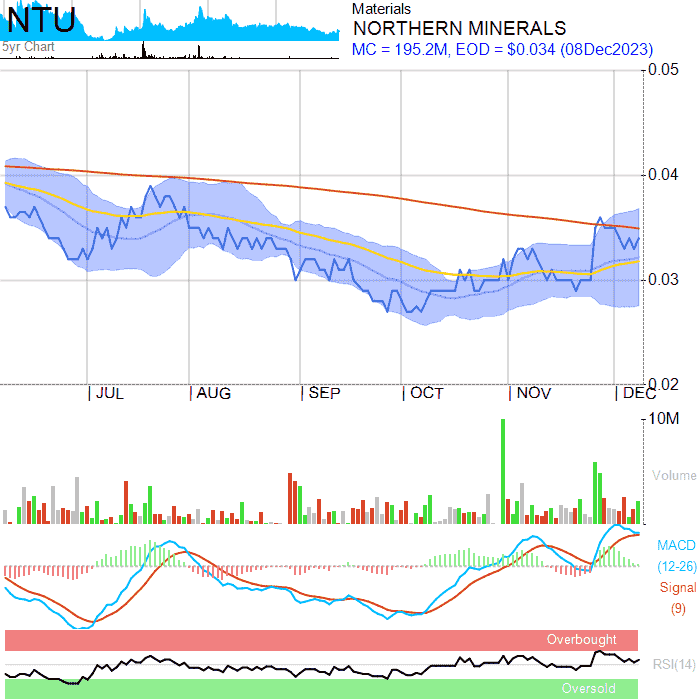 NTU
5yr Chart
Materials
NORTHERN MINERALS
MC = 195.2M, EOD = $0.034 (08Dec2023)
0.05
0.04
0.03
0.02
JUL AUG SEP OCT NOV DEC
10M
Volume
MACD
(12-26)
Signal
(9)
Overbought
RSI(14)
Oversold